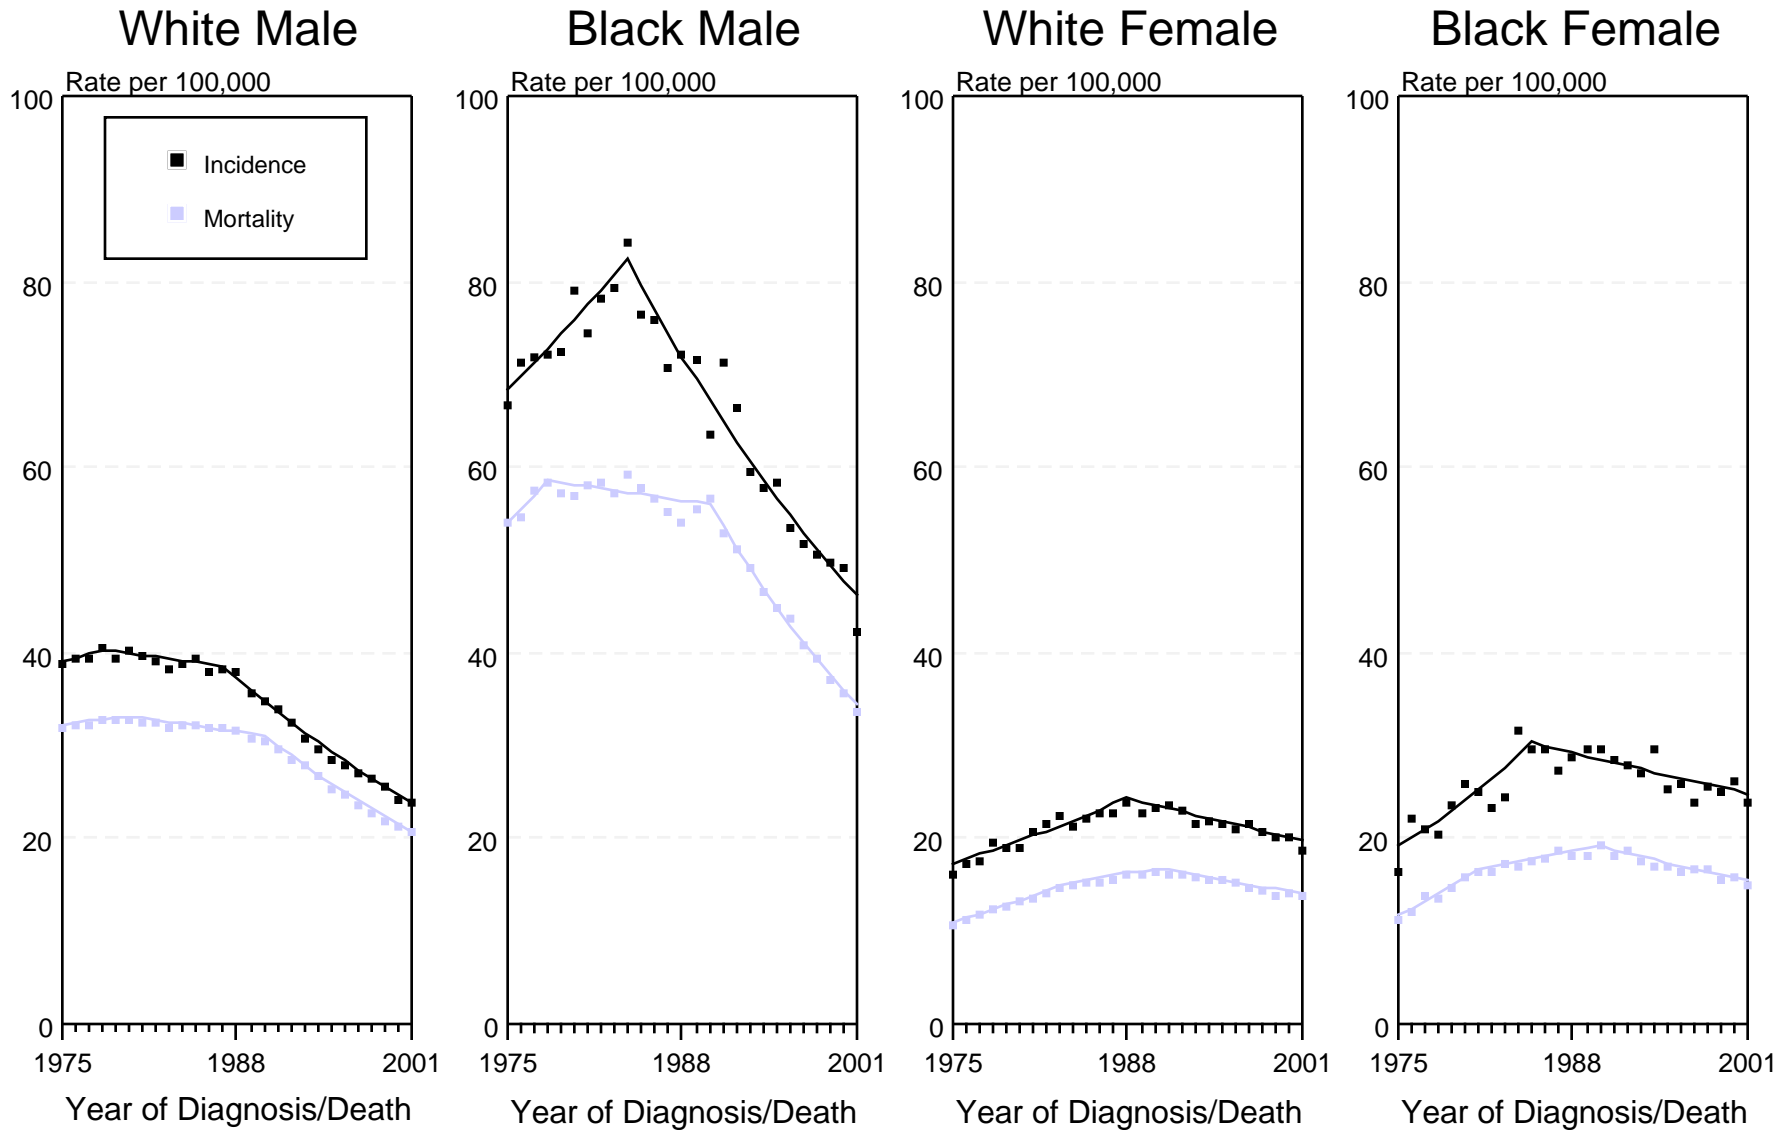 White Male
Black Male
White Female
Black Female
Rate per 100,000
Rate per 100,000
Rate per 100,000
Rate per 100,000
100
100
100
100
Incidence
Mortality
80
80
80
80
60
60
60
60
40
40
40
40
20
20
20
20
0
0
0
0
1975 1988 2001
1975 1988 2001
1975 1988 2001
1975 1988 2001
Year of Diagnosis/Death
Year of Diagnosis/Death
Year of Diagnosis/Death
Year of Diagnosis/Death